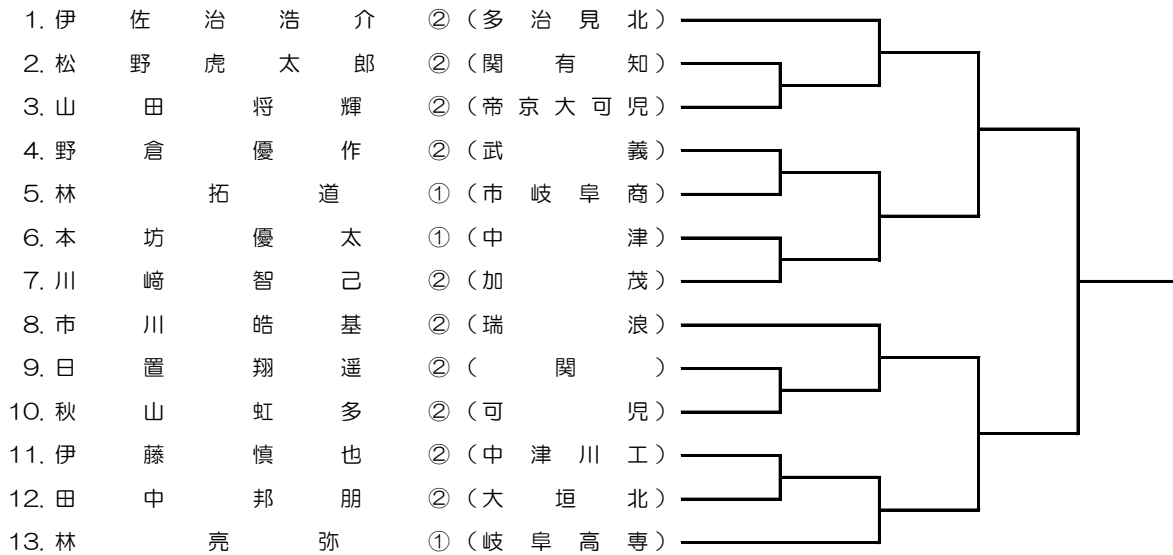 1. 伊佐治浩介 ② (多治見北)
2. 松野虎太郎 ② (関有知)
3. 山田将輝 ② (帝京大可児)
4. 野倉優作 ② (武義)
5. 林拓道 ① (市岐阜商)
6. 本坊優太 ① (中津)
7. 川﨑智己 ② (加茂)
8. 市川皓基 ② (瑞浪)
9. 日置翔遥 ② (関)
10. 秋山虹多 ② (可児)
11. 伊藤慎也 ② (中津川工)
12. 田中邦朋 ② (大垣北)
13. 林亮弥 ① (岐阜高専)